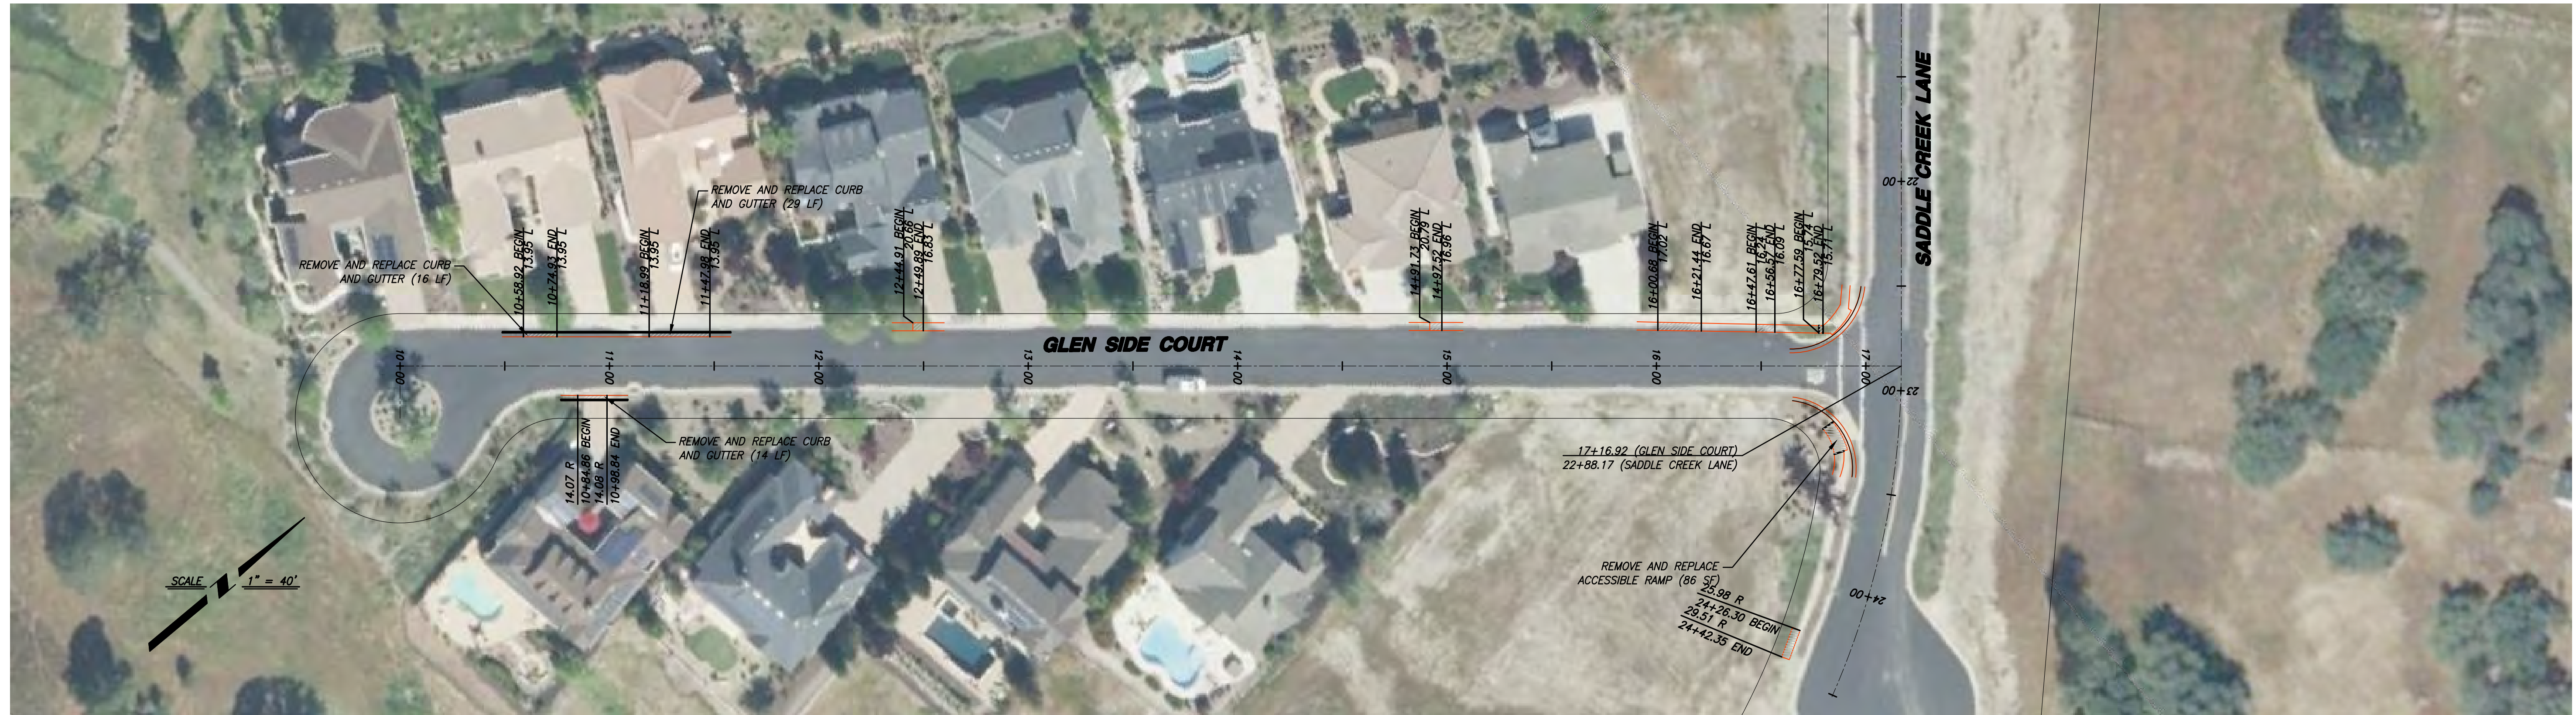 SADDLE CREEK LANE
22+00
REMOVE AND REPLACE CURB
AND GUTTER (29 LF)
REMOVE AND REPLACE CURB
AND GUTTER (16 LF)
10+58.92 BEGIN
13.95 L
10+74.93 END
13.95 L
11+18.99 BEGIN
13.95 L
11+47.98 END
13.95 L
12+44.91 BEGIN
20.66 L
12+49.89 END
16.83 L
14+91.73 BEGIN
20.79 L
14+97.52 END
16.96 L
16+00.68 BEGIN
17.02 L
16+21.44 END
16.67 L
16+47.61 BEGIN
16.24 L
16+56.57 END
16.09 L
16+77.59 BEGIN
15.74 L
16+79.52 END
15.71 L
GLEN SIDE COURT
10+00
11+00
12+00
13+00
14+00
15+00
16+00
17+00
23+00
REMOVE AND REPLACE CURB
AND GUTTER (14 LF)
14.07 R
10+84.86 BEGIN
14.08 R
10+98.84 END
17+16.92 (GLEN SIDE COURT)
22+88.17 (SADDLE CREEK LANE)
REMOVE AND REPLACE
ACCESSIBLE RAMP (86 SF)
25.98 R
24+26.30 BEGIN
29.51 R
24+42.35 END
24+00
SCALE 1" = 40'